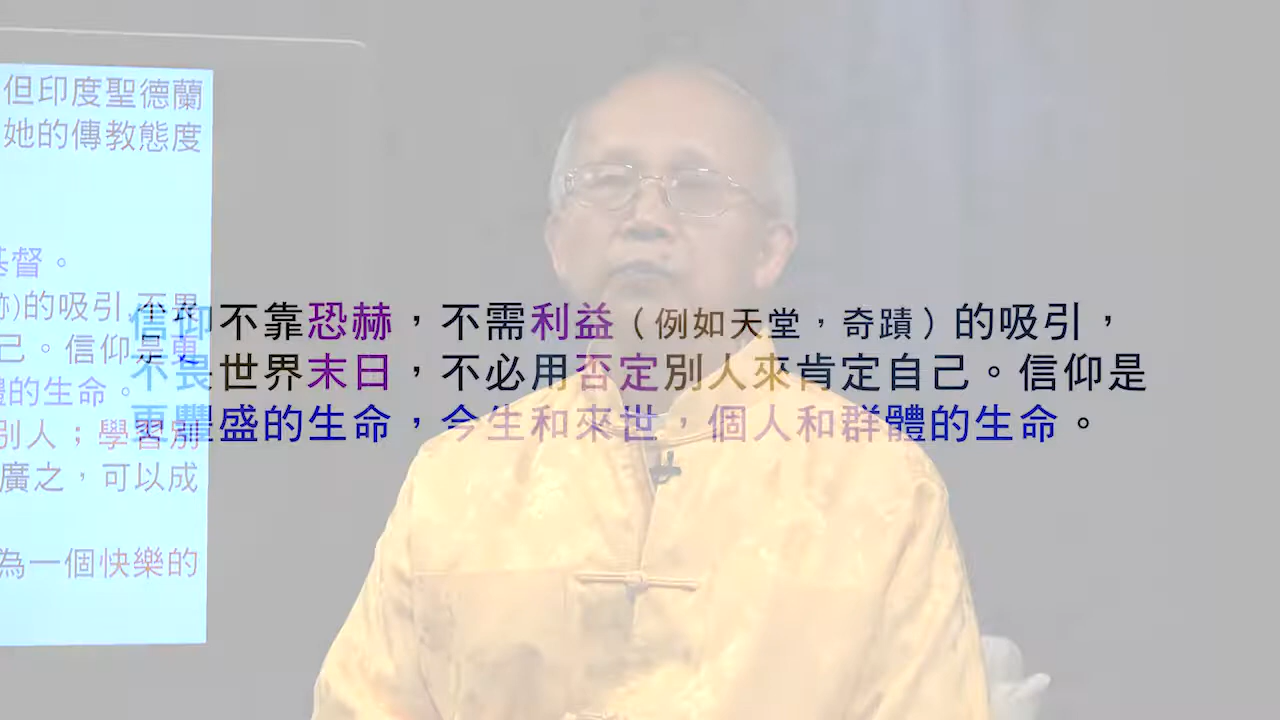 但印度聖德蘭
她的傳教態度
基督。
跡)的吸引,不畏
己。信仰是更
體的生命。
別人；學習別
廣之，可以成
為一個快樂的
信仰不靠恐赫，不需利益（例如天堂，奇蹟）的吸引，
不畏世界末日，不必用否定別人來肯定自己。信仰是
更豐盛的生命，今生和來世，個人和群體的生命。